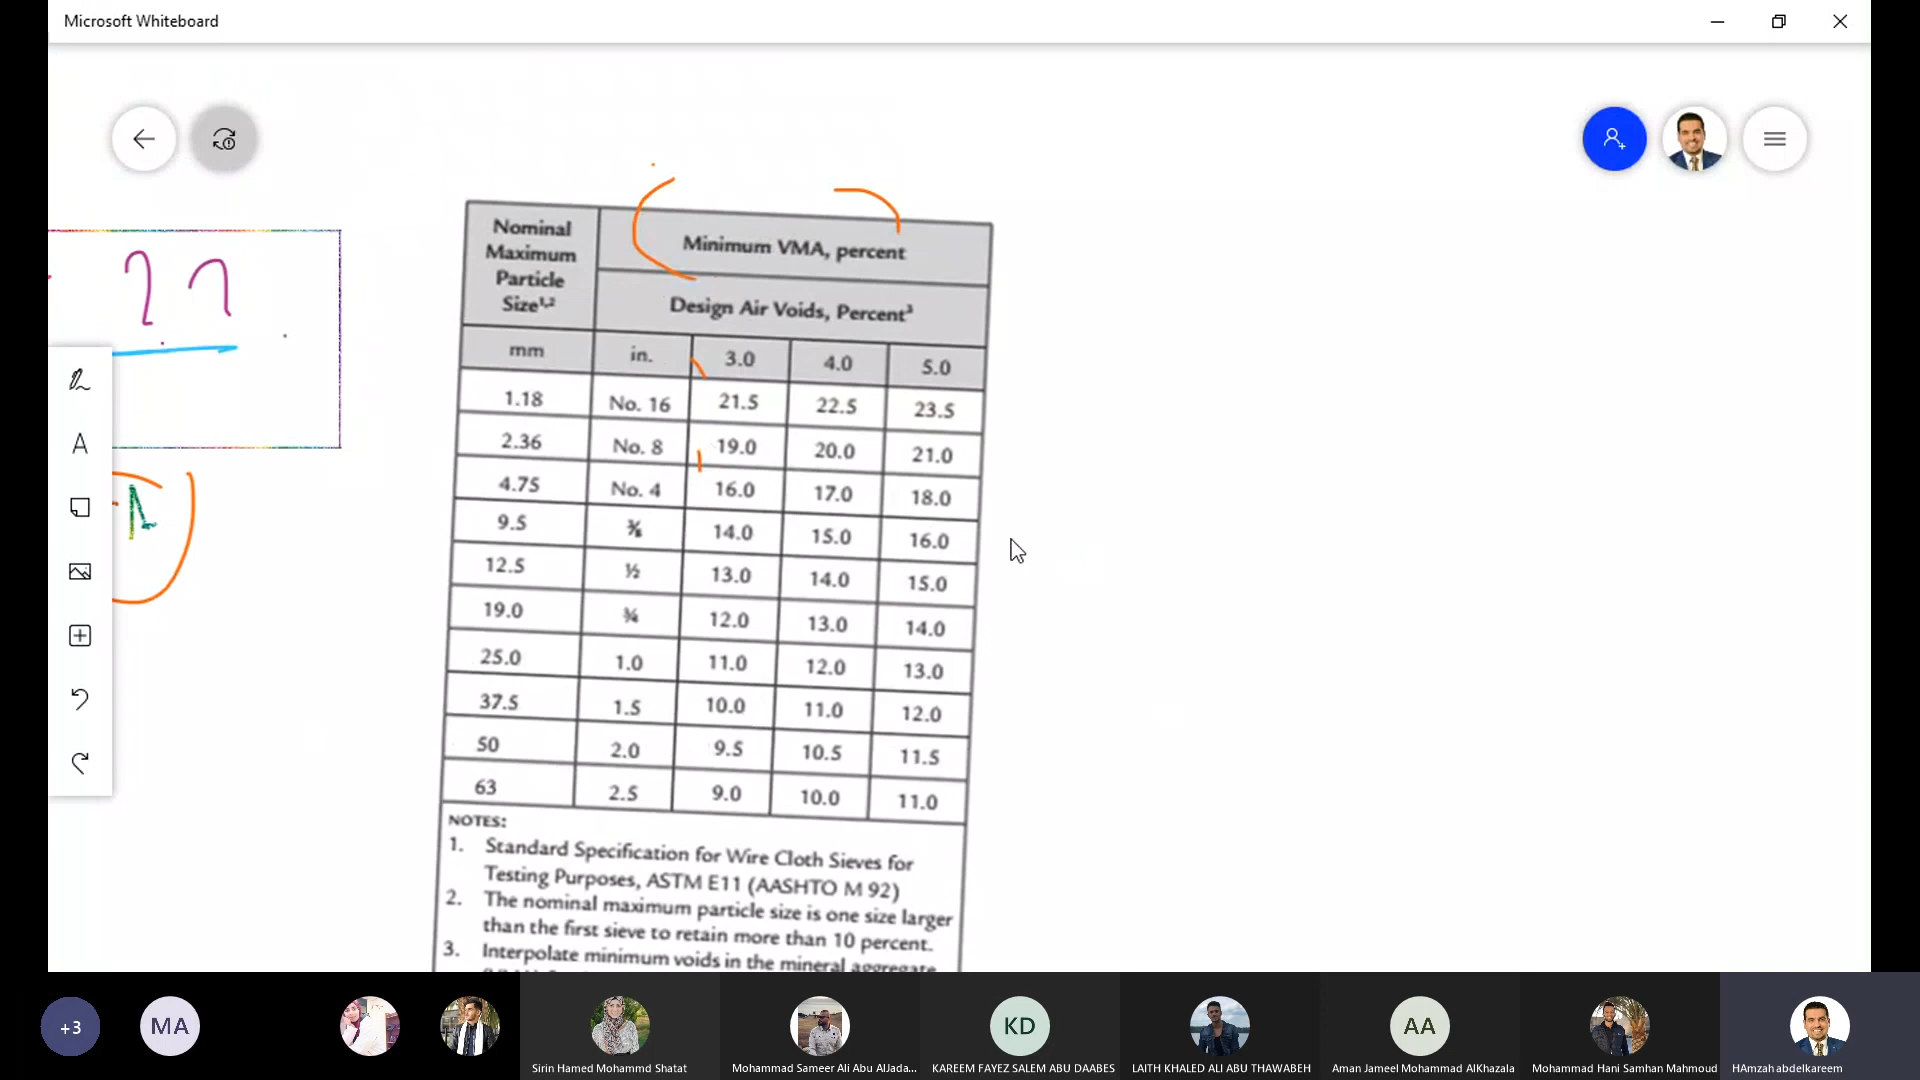 Microsoft Whiteboard
Nominal Maximum Particle Size¹,²
Minimum VMA, percent
Design Air Voids, Percent³
mm in. 3.0 4.0 5.0
1.18 No. 16 21.5 22.5 23.5
2.36 No. 8 19.0 20.0 21.0
4.75 No. 4 16.0 17.0 18.0
9.5 ⅜ 14.0 15.0 16.0
12.5 ½ 13.0 14.0 15.0
19.0 ¾ 12.0 13.0 14.0
25.0 1.0 11.0 12.0 13.0
37.5 1.5 10.0 11.0 12.0
50 2.0 9.5 10.5 11.5
63 2.5 9.0 10.0 11.0
NOTES:
1. Standard Specification for Wire Cloth Sieves for
Testing Purposes, ASTM E11 (AASHTO M 92)
2. The nominal maximum particle size is one size larger
than the first sieve to retain more than 10 percent.
3. Interpolate minimum voids in the mineral aggregate
A
+3
MA
KD
AA
Sirin Hamed Mohammd Shatat
Mohammad Sameer Ali Abu AlJada...
KAREEM FAYEZ SALEM ABU DAABES
LAITH KHALED ALI ABU THAWABEH
Aman Jameel Mohammad AlKhazala
Mohammad Hani Samhan Mahmoud
HAmzah abdelkareem